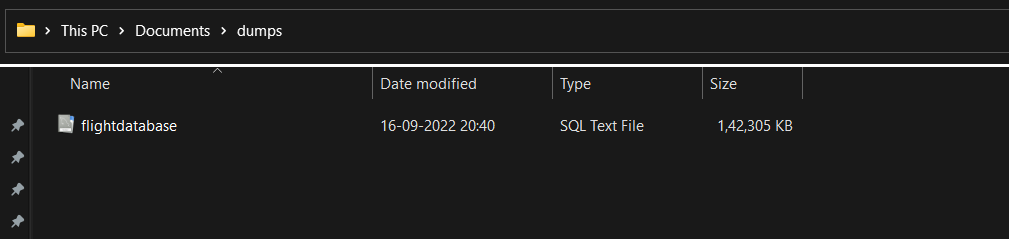 This PC > Documents > dumps
Name Date modified Type Size
flightdatabase 16-09-2022 20:40 SQL Text File 1,42,305 KB